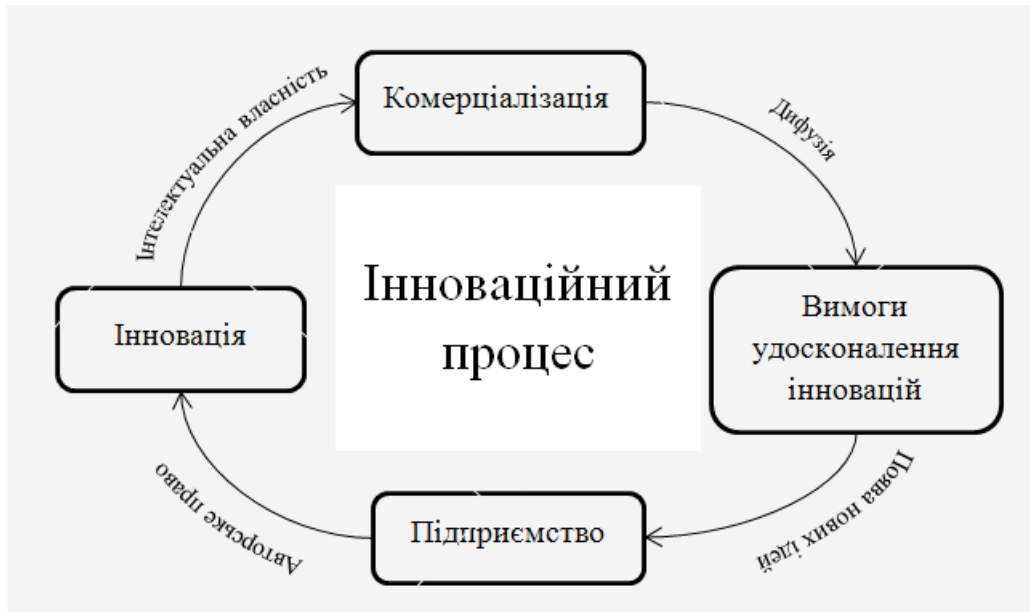 Комерціалізація
Інтелектуальна власність
Дифузія
Інноваційний
процес
Інновація
Вимоги
удосконалення
інновацій
Авторське право
Підприємство
Поява нових ідей